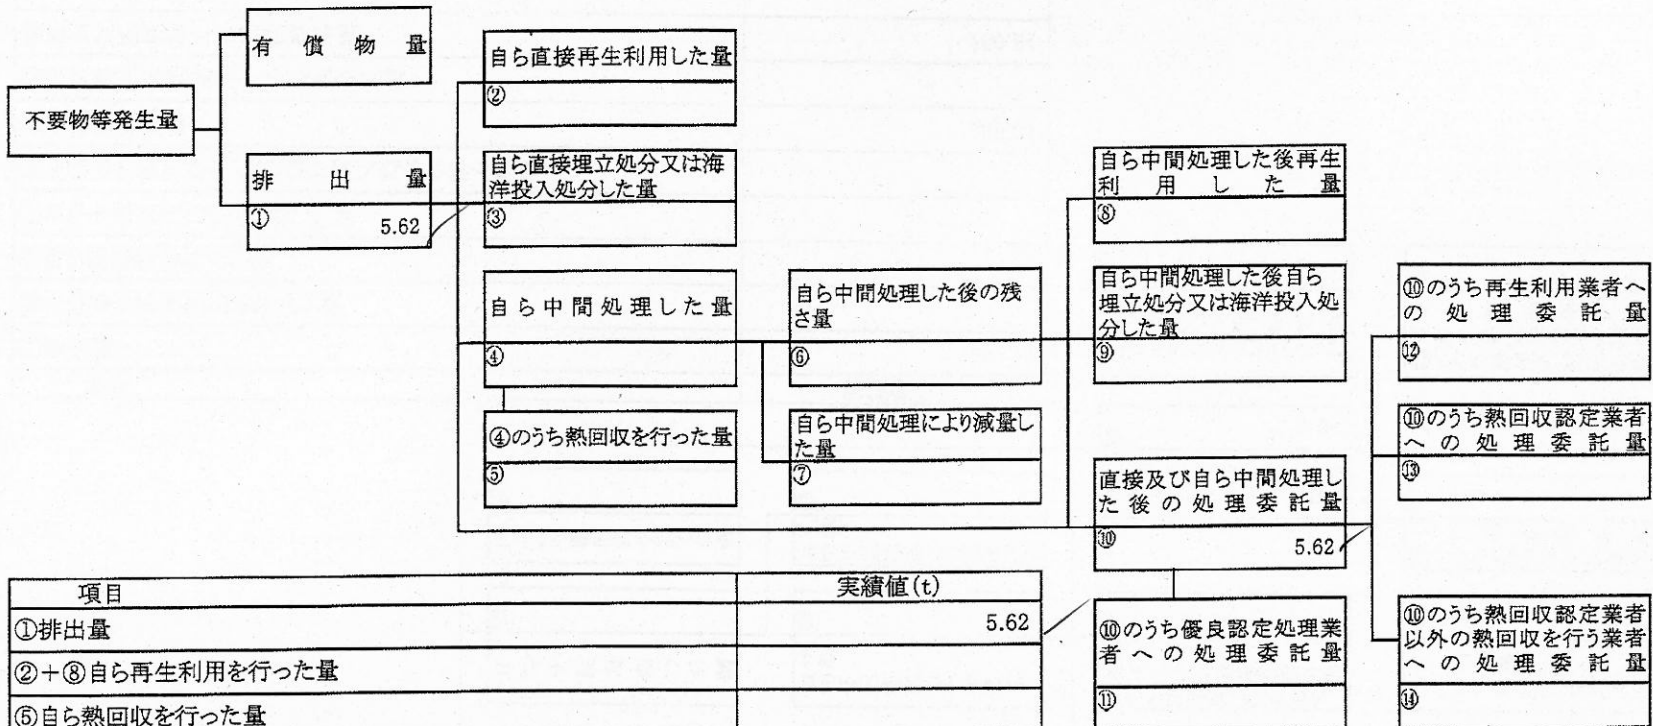 不要物等発生量
有償物量
排出量
① 5.62
自ら直接再生利用した量
②
自ら直接埋立処分又は海
洋投入処分した量
③
自ら中間処理した量
④
④のうち熱回収を行った量
⑤
自ら中間処理した後の残
さ量
⑥
自ら中間処理により減量し
た量
⑦
自ら中間処理した後再生
利用した量
⑧
自ら中間処理した後自ら
埋立処分又は海洋投入処
分した量
⑨
直接及び自ら中間処理し
た後の処理委託量
⑩ 5.62
⑩のうち優良認定処理業
者への処理委託量
⑪
⑩のうち再生利用業者へ
の処理委託量
⑫
⑩のうち熱回収認定業者
への処理委託量
⑬
⑩のうち熱回収認定業者
以外の熱回収を行う業者
への処理委託量
⑭
項目 実績値(t)
①排出量 5.62
②+⑧自ら再生利用を行った量
⑤自ら熱回収を行った量